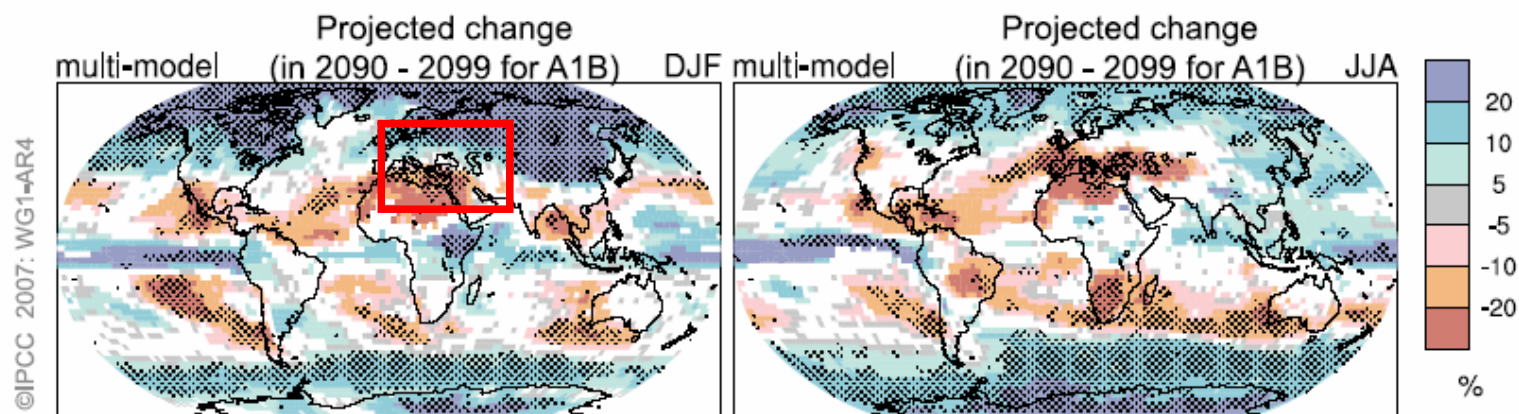 Projected change
multi-model (in 2090 - 2099 for A1B) DJF
Projected change
multi-model (in 2090 - 2099 for A1B) JJA
20
10
5
-5
-10
-20
%
©IPCC 2007: WG1-AR4